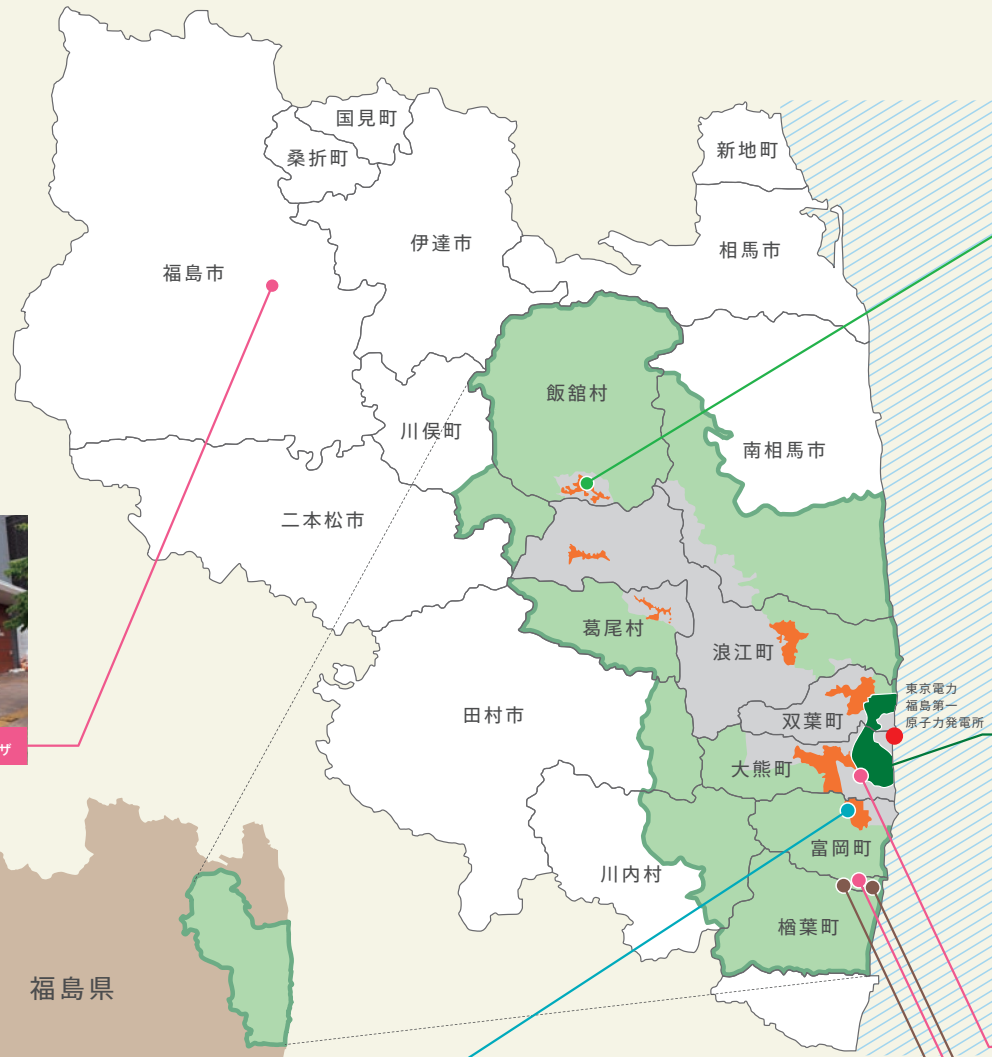 国見町
桑折町
新地町
伊達市
相馬市
福島市
飯舘村
川俣町
南相馬市
二本松市
葛尾村
浪江町
東京電力
福島第一
原子力発電所
双葉町
田村市
大熊町
ザ
富岡町
川内村
楢葉町
福島県